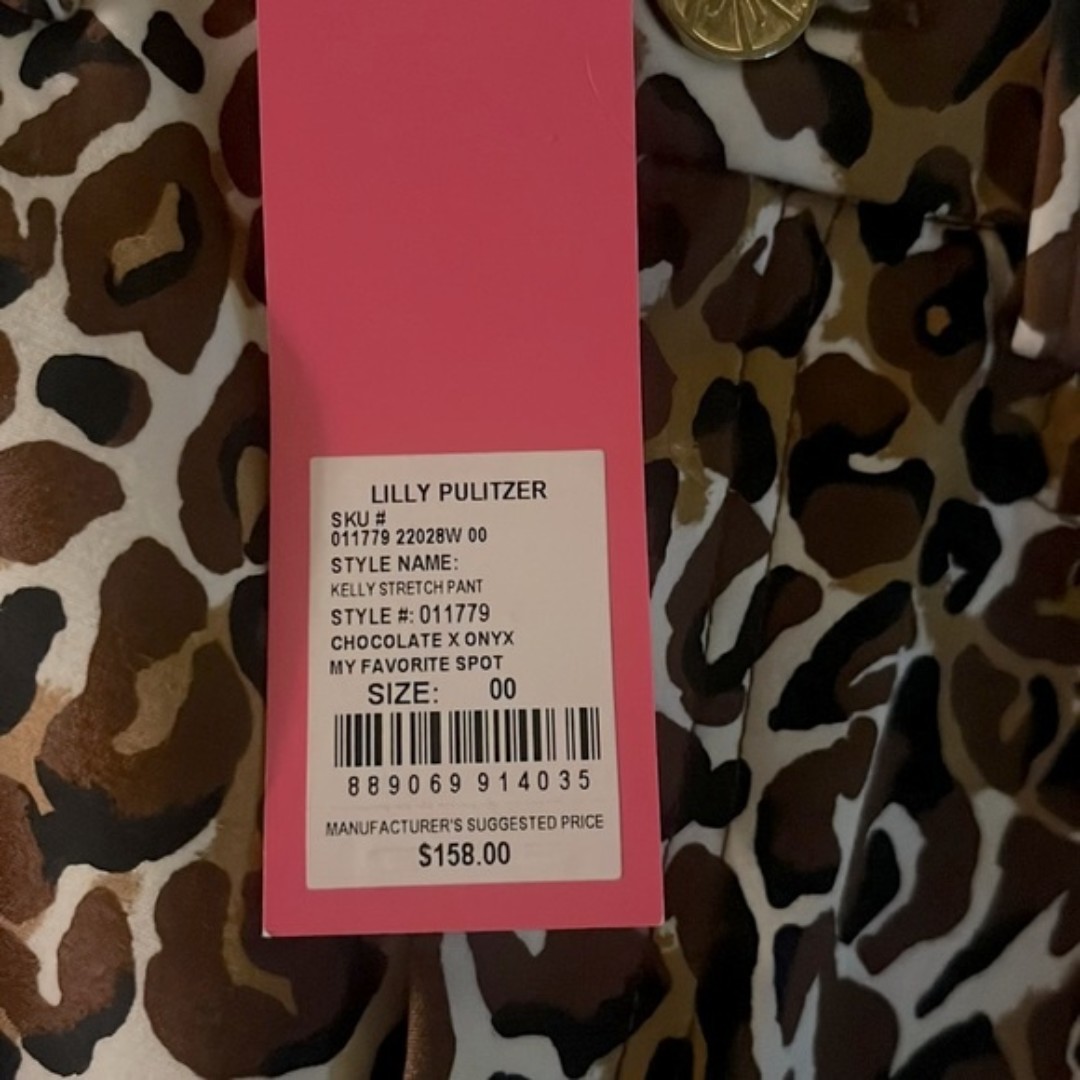 LILLY PULITZER
SKU #
011779 22028W 00
STYLE NAME:
KELLY STRETCH PANT
STYLE #: 011779
CHOCOLATE X ONYX
MY FAVORITE SPOT
SIZE: 00
889069 914035
MANUFACTURER'S SUGGESTED PRICE
$158.00